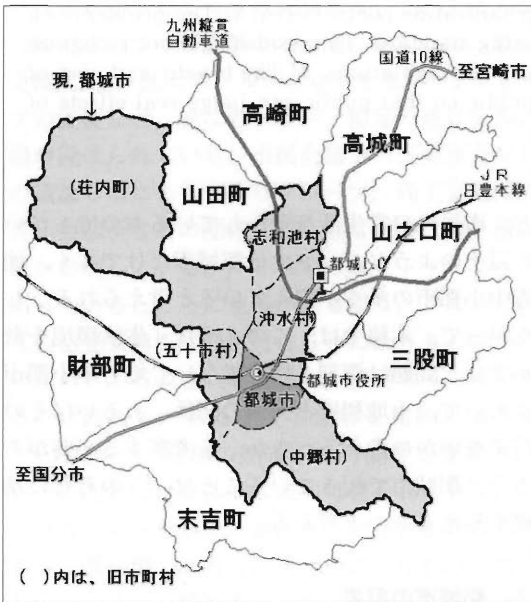 九州縦貫
自動車道
国道10線
至宮崎市
現,都城市
高崎町
高城町
JR
日豊本線
(荘内町)
山田町
(志和池村)
山之口町
都城I.C
(沖水村)
(五十市村)
財部町
三股町
都城市役所
(都城市)
至国分市
(中郷村)
末吉町
( )内は、旧市町村